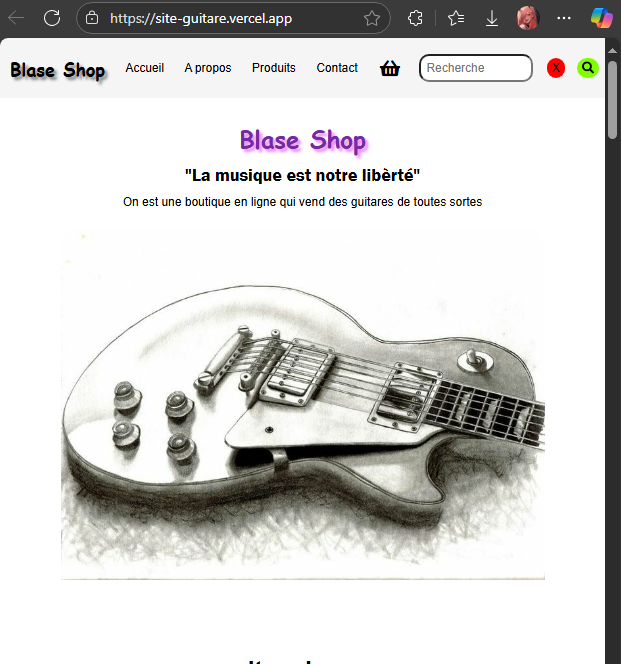 https://site-guitare.vercel.app
Blase Shop Accueil A propos Produits Contact Recherche X
Blase Shop
"La musique est notre libèrté"
On est une boutique en ligne qui vend des guitares de toutes sortes